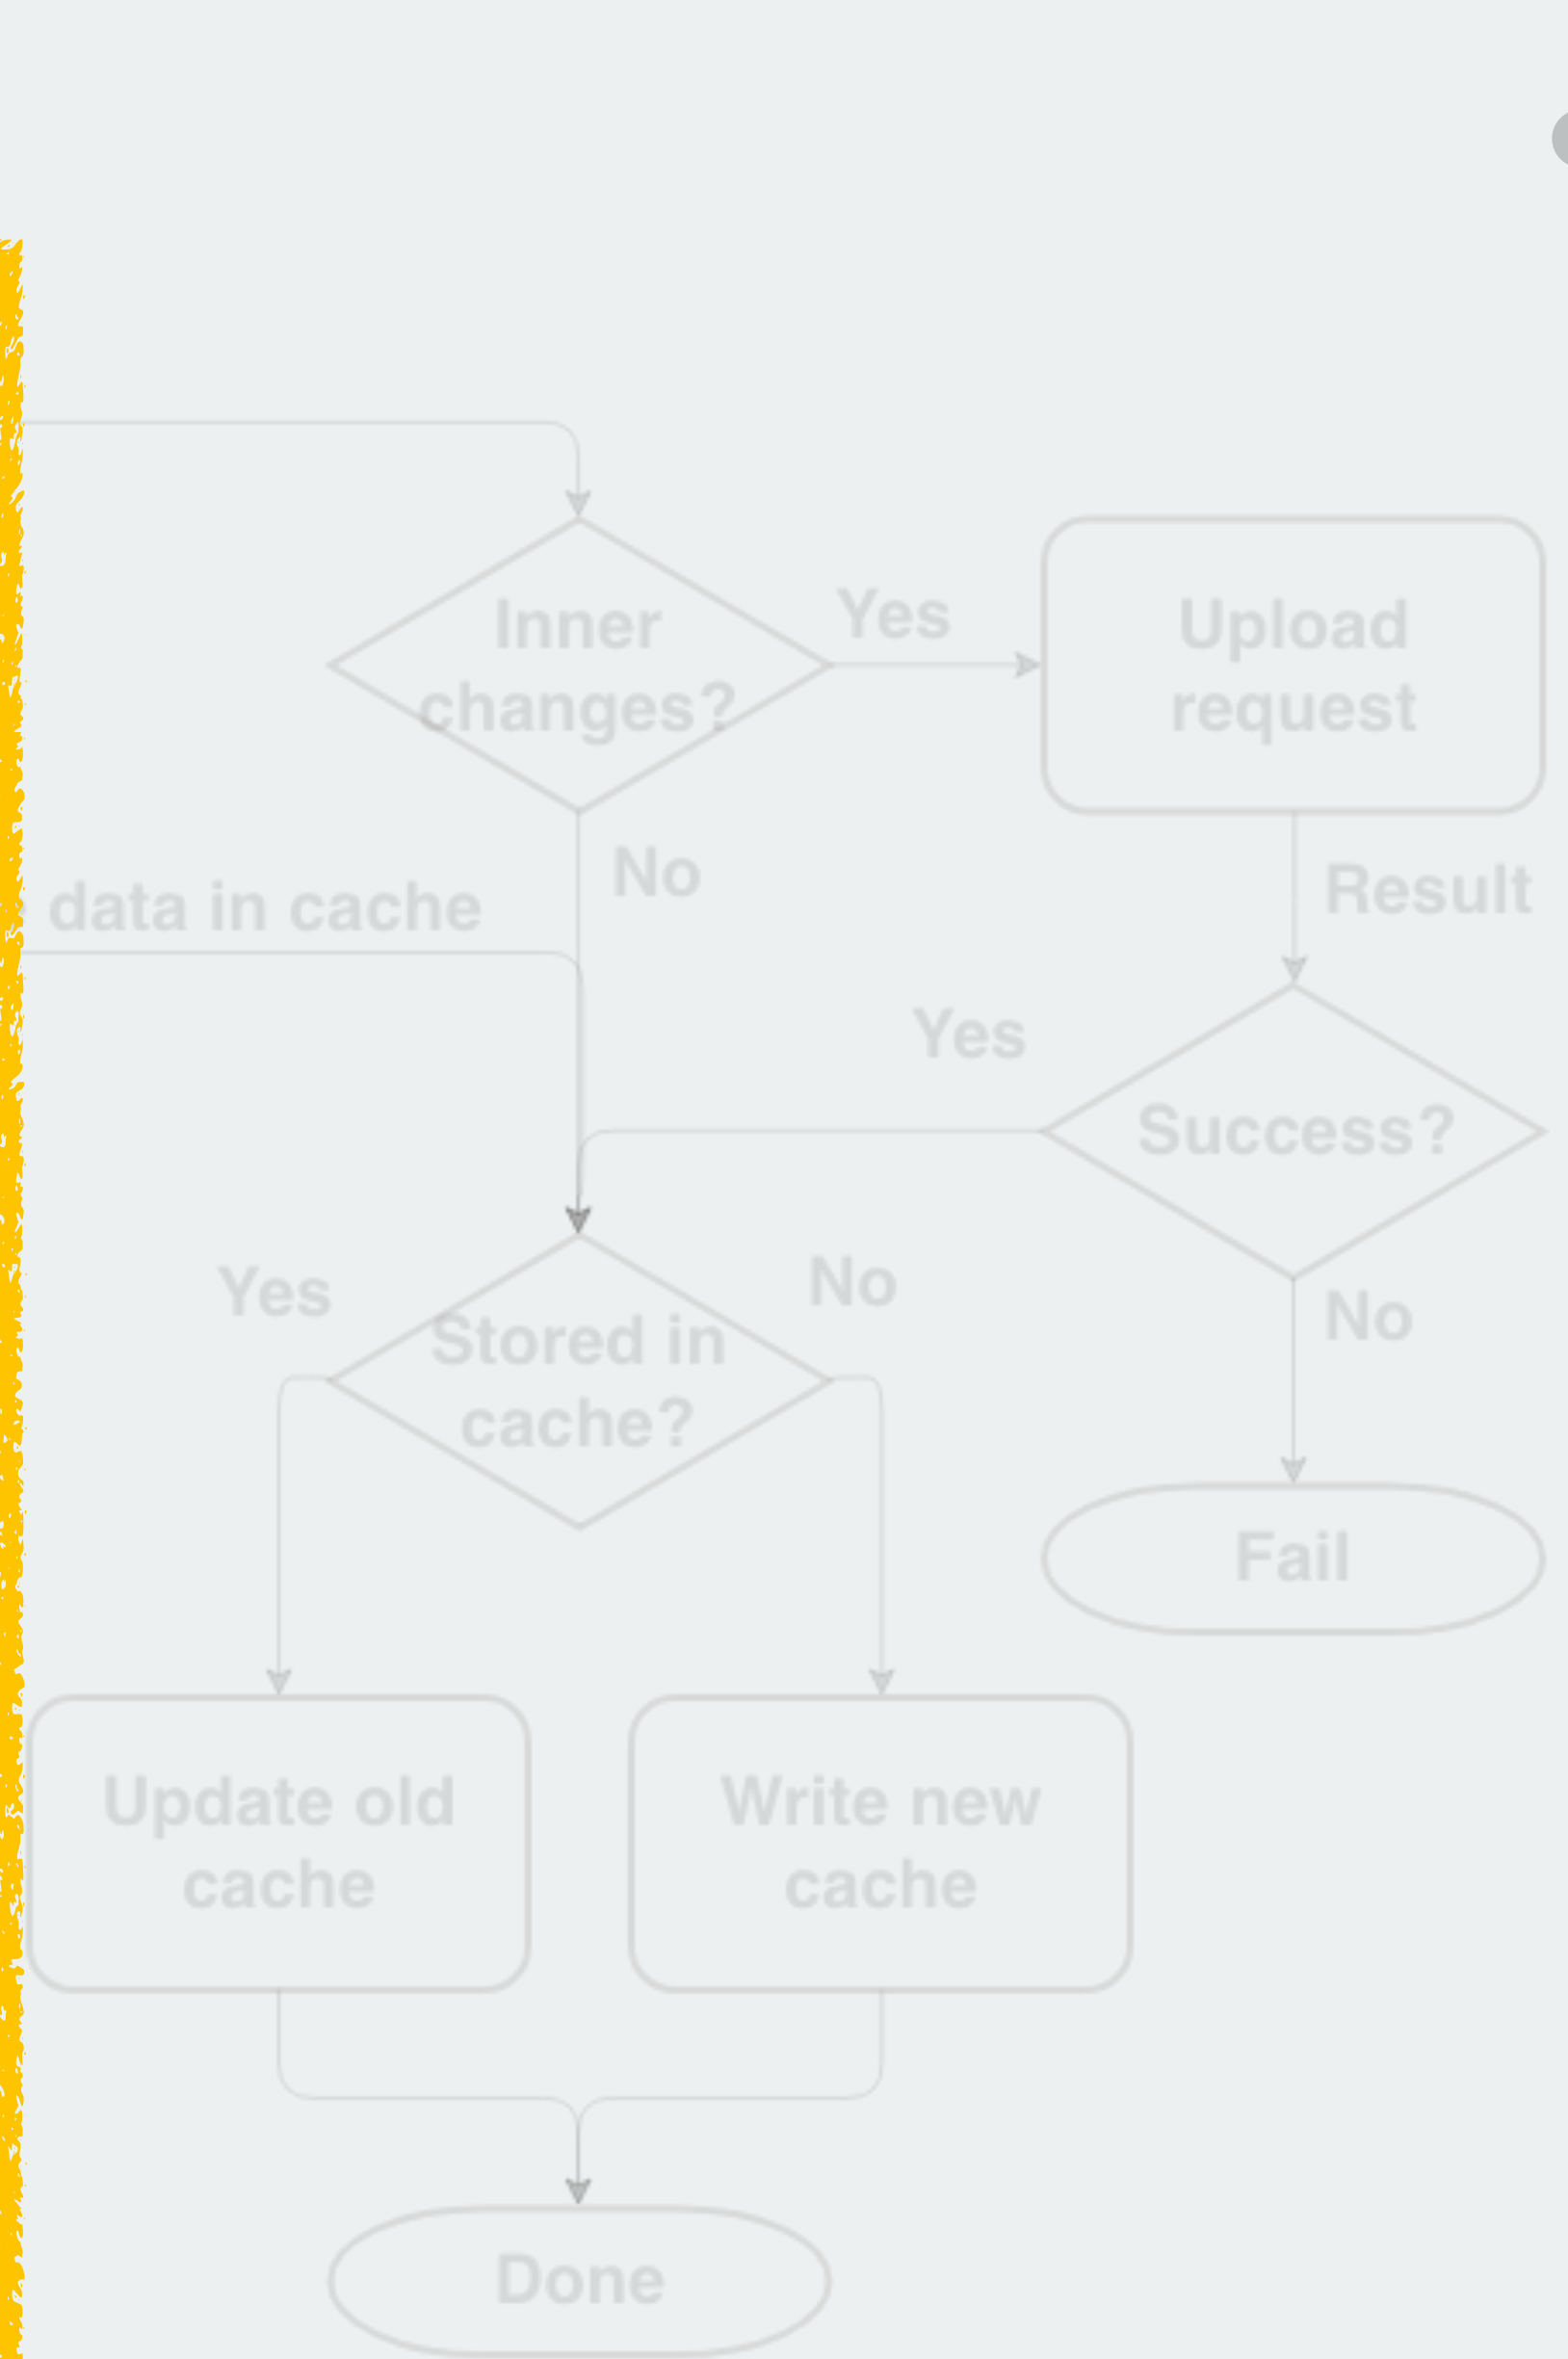 Inner
changes?
Yes
Upload
request
No
Result
data in cache
Yes
Success?
Yes
Stored in
cache?
No
No
Fail
Update old
cache
Write new
cache
Done